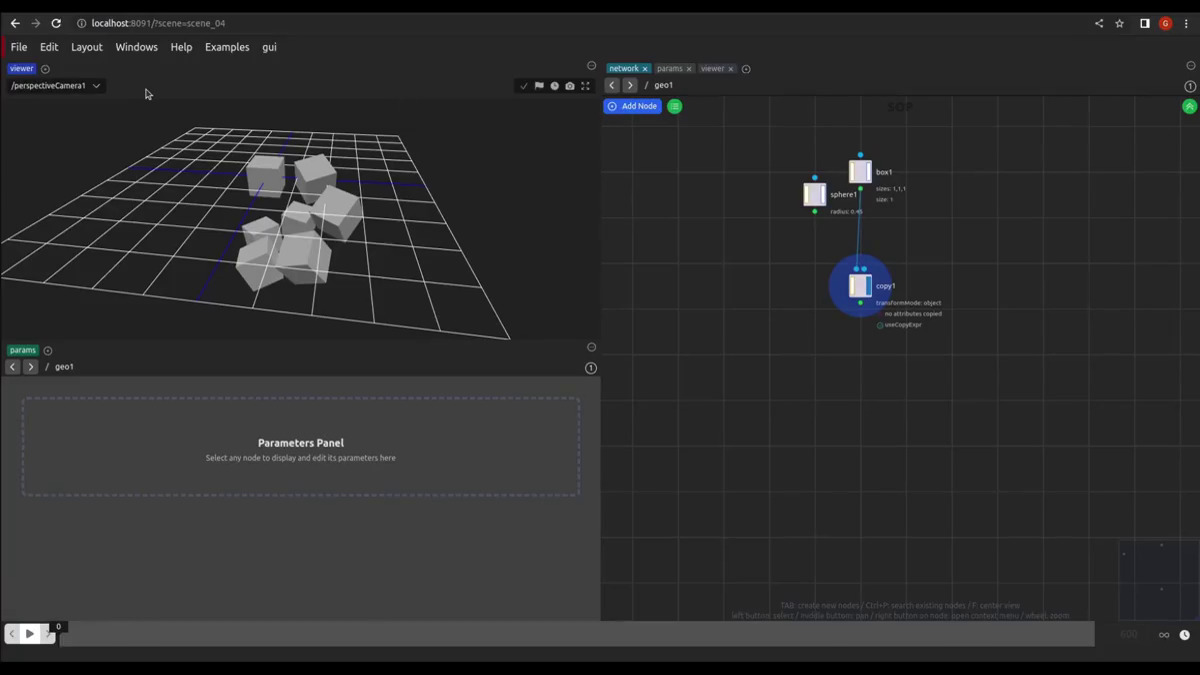 localhost:8091/?scene=scene_04
G
File Edit Layout Windows Help Examples gui
viewer
/perspectiveCamera1
network params viewer
/ geo1
1
Add Node
SOP
box1
sizes: 1,1,1
size: 1
sphere1
radius: 0.45
copy1
transformMode: object
no attributes copied
useCopyExpr
params
/ geo1
1
Parameters Panel
Select any node to display and edit its parameters here
TAB: create new nodes / Ctrl+P: search existing nodes / F: center view
left button: select / middle button: pan / right button on node: open context menu / wheel: zoom
0
600